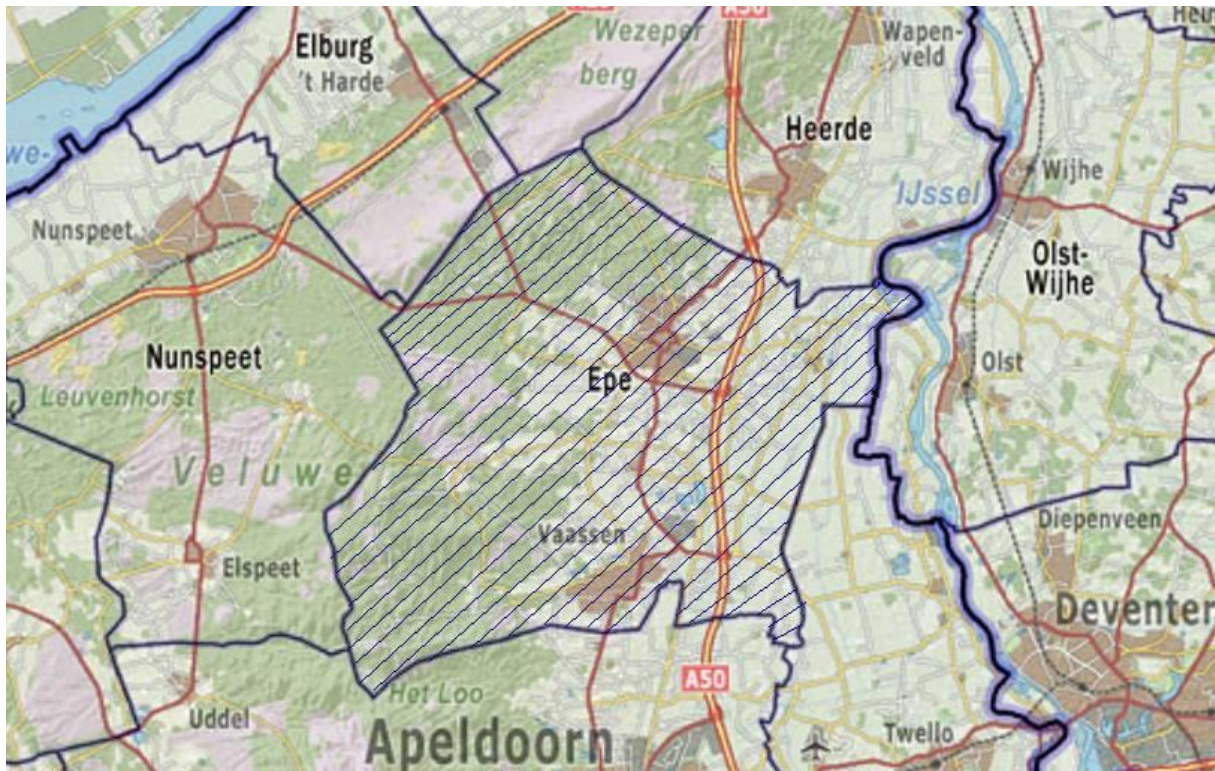 A50
Elburg
't Harde
Wezeper
berg
Wapen-
veld
Heerde
Wijhe
IJssel
Nunspeet
Olst-
Wijhe
Nunspeet
Olst
Leuvenhorst
Epe
Veluwe
Vaassen
Diepenveen
Elspeet
Deventer
A50
Het Loo
Uddel
Apeldoorn
Twello